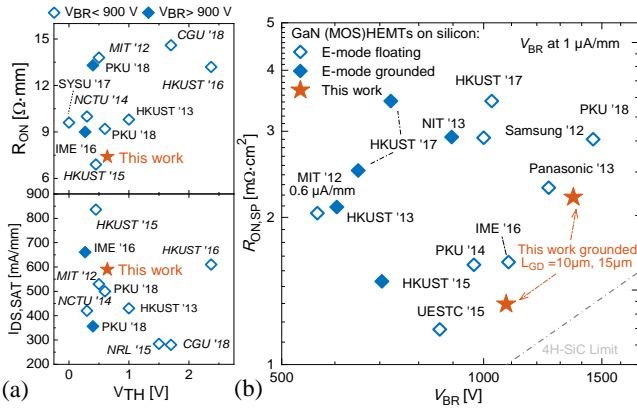 V_BR < 900 V
V_BR > 900 V
15
12
9
6
R_ON [Ω·mm]
MIT '12
CGU '18
PKU '18
SYSU '17
HKUST '16
NCTU '14
HKUST '13
PKU '18
IME '16
This work
HKUST '15
900
800
700
600
500
400
300
200
I_DS,SAT [mA/mm]
HKUST '15
IME '16
HKUST '16
This work
MIT '12
PKU '18
NCTU '14
HKUST '13
PKU '18
NRL '15
CGU '18
0
1
2
V_TH [V]
(a)
GaN (MOS)HEMTs on silicon:
E-mode floating
E-mode grounded
This work
V_BR at 1 μA/mm
5
4
3
2
1
R_ON,SP [mΩ·cm²]
HKUST '17
PKU '18
NIT '13
Samsung '12
HKUST '17
Panasonic '13
MIT '12
0.6 μA/mm
HKUST '13
IME '16
This work grounded
L_GD =10μm, 15μm
PKU '14
HKUST '15
UESTC '15
4H-SiC Limit
500
1000
1500
V_BR [V]
(b)